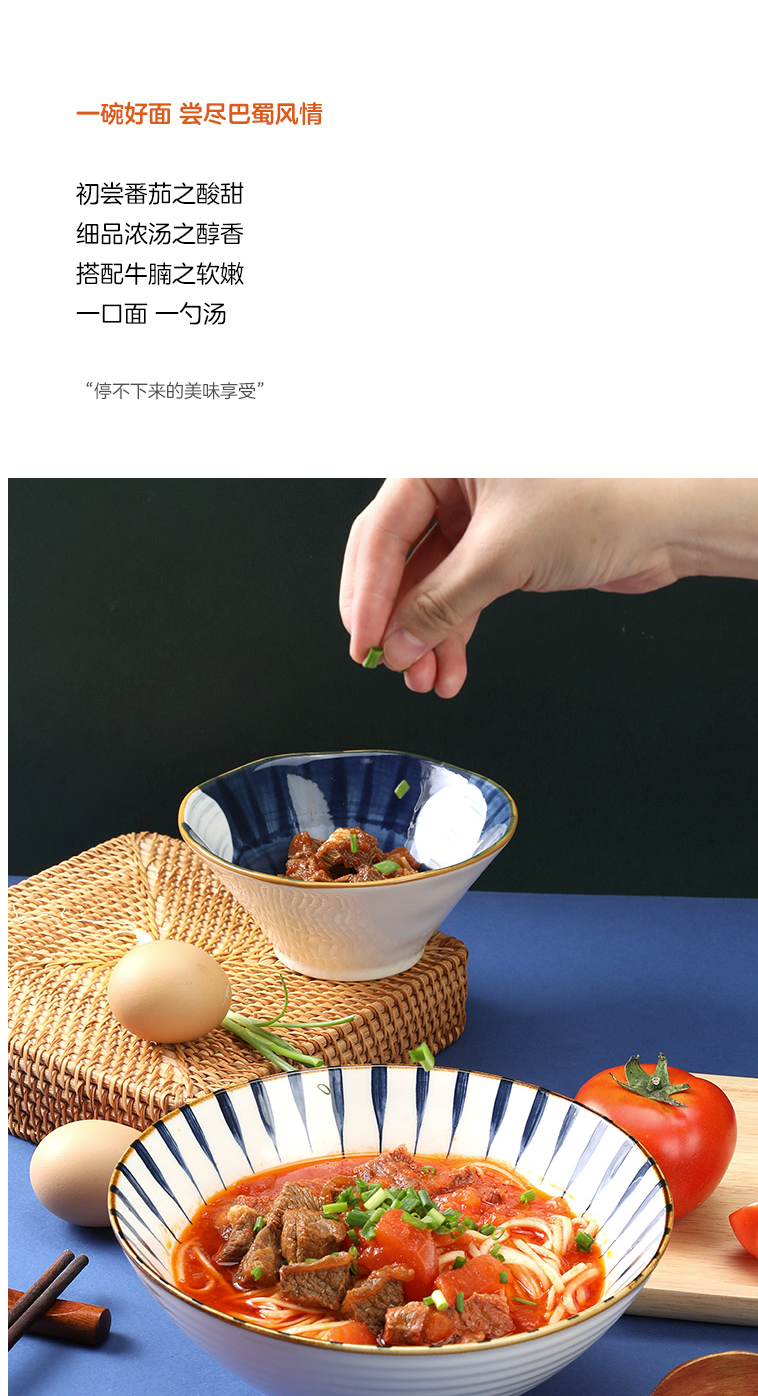 一碗好面 尝尽巴蜀风情
初尝番茄之酸甜
细品浓汤之醇香
搭配牛腩之软嫩
一口面 一勺汤
“停不下来的美味享受”